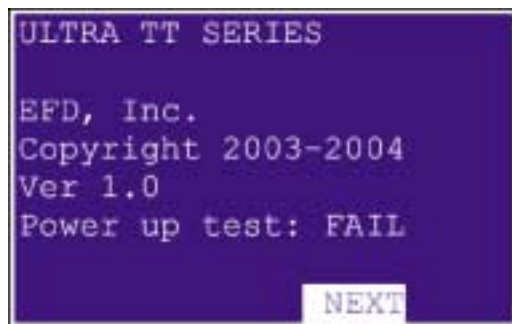 ULTRA TT SERIES
EFD, Inc.
Copyright 2003-2004
Ver 1.0
Power up test: FAIL
NEXT